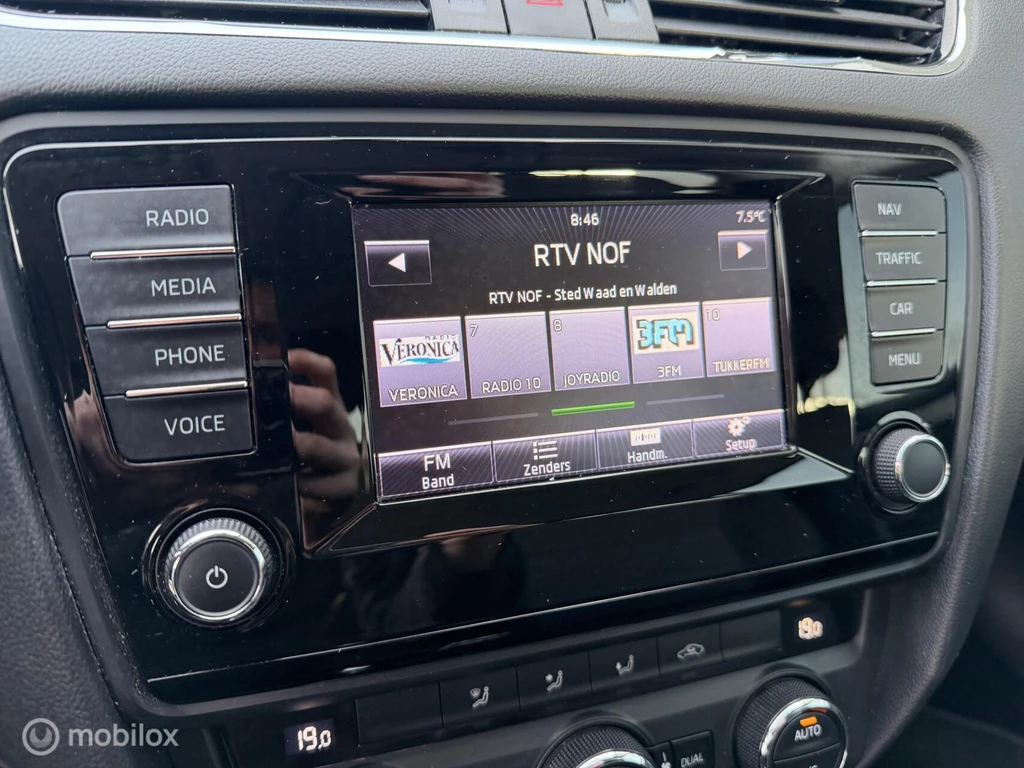 RADIO
MEDIA
PHONE
VOICE
8:46
7.5°C
RTV NOF
RTV NOF - Sted Waad en Walden
RADIO
VERONICA
VERONICA
7
RADIO 10
8
JOYRADIO
3FM
3FM
10
TUKKERFM
FM
Band
Zenders
Handm.
Setup
NAV
TRAFFIC
CAR
MENU
19.0
19.0
AUTO
DUAL
mobilox